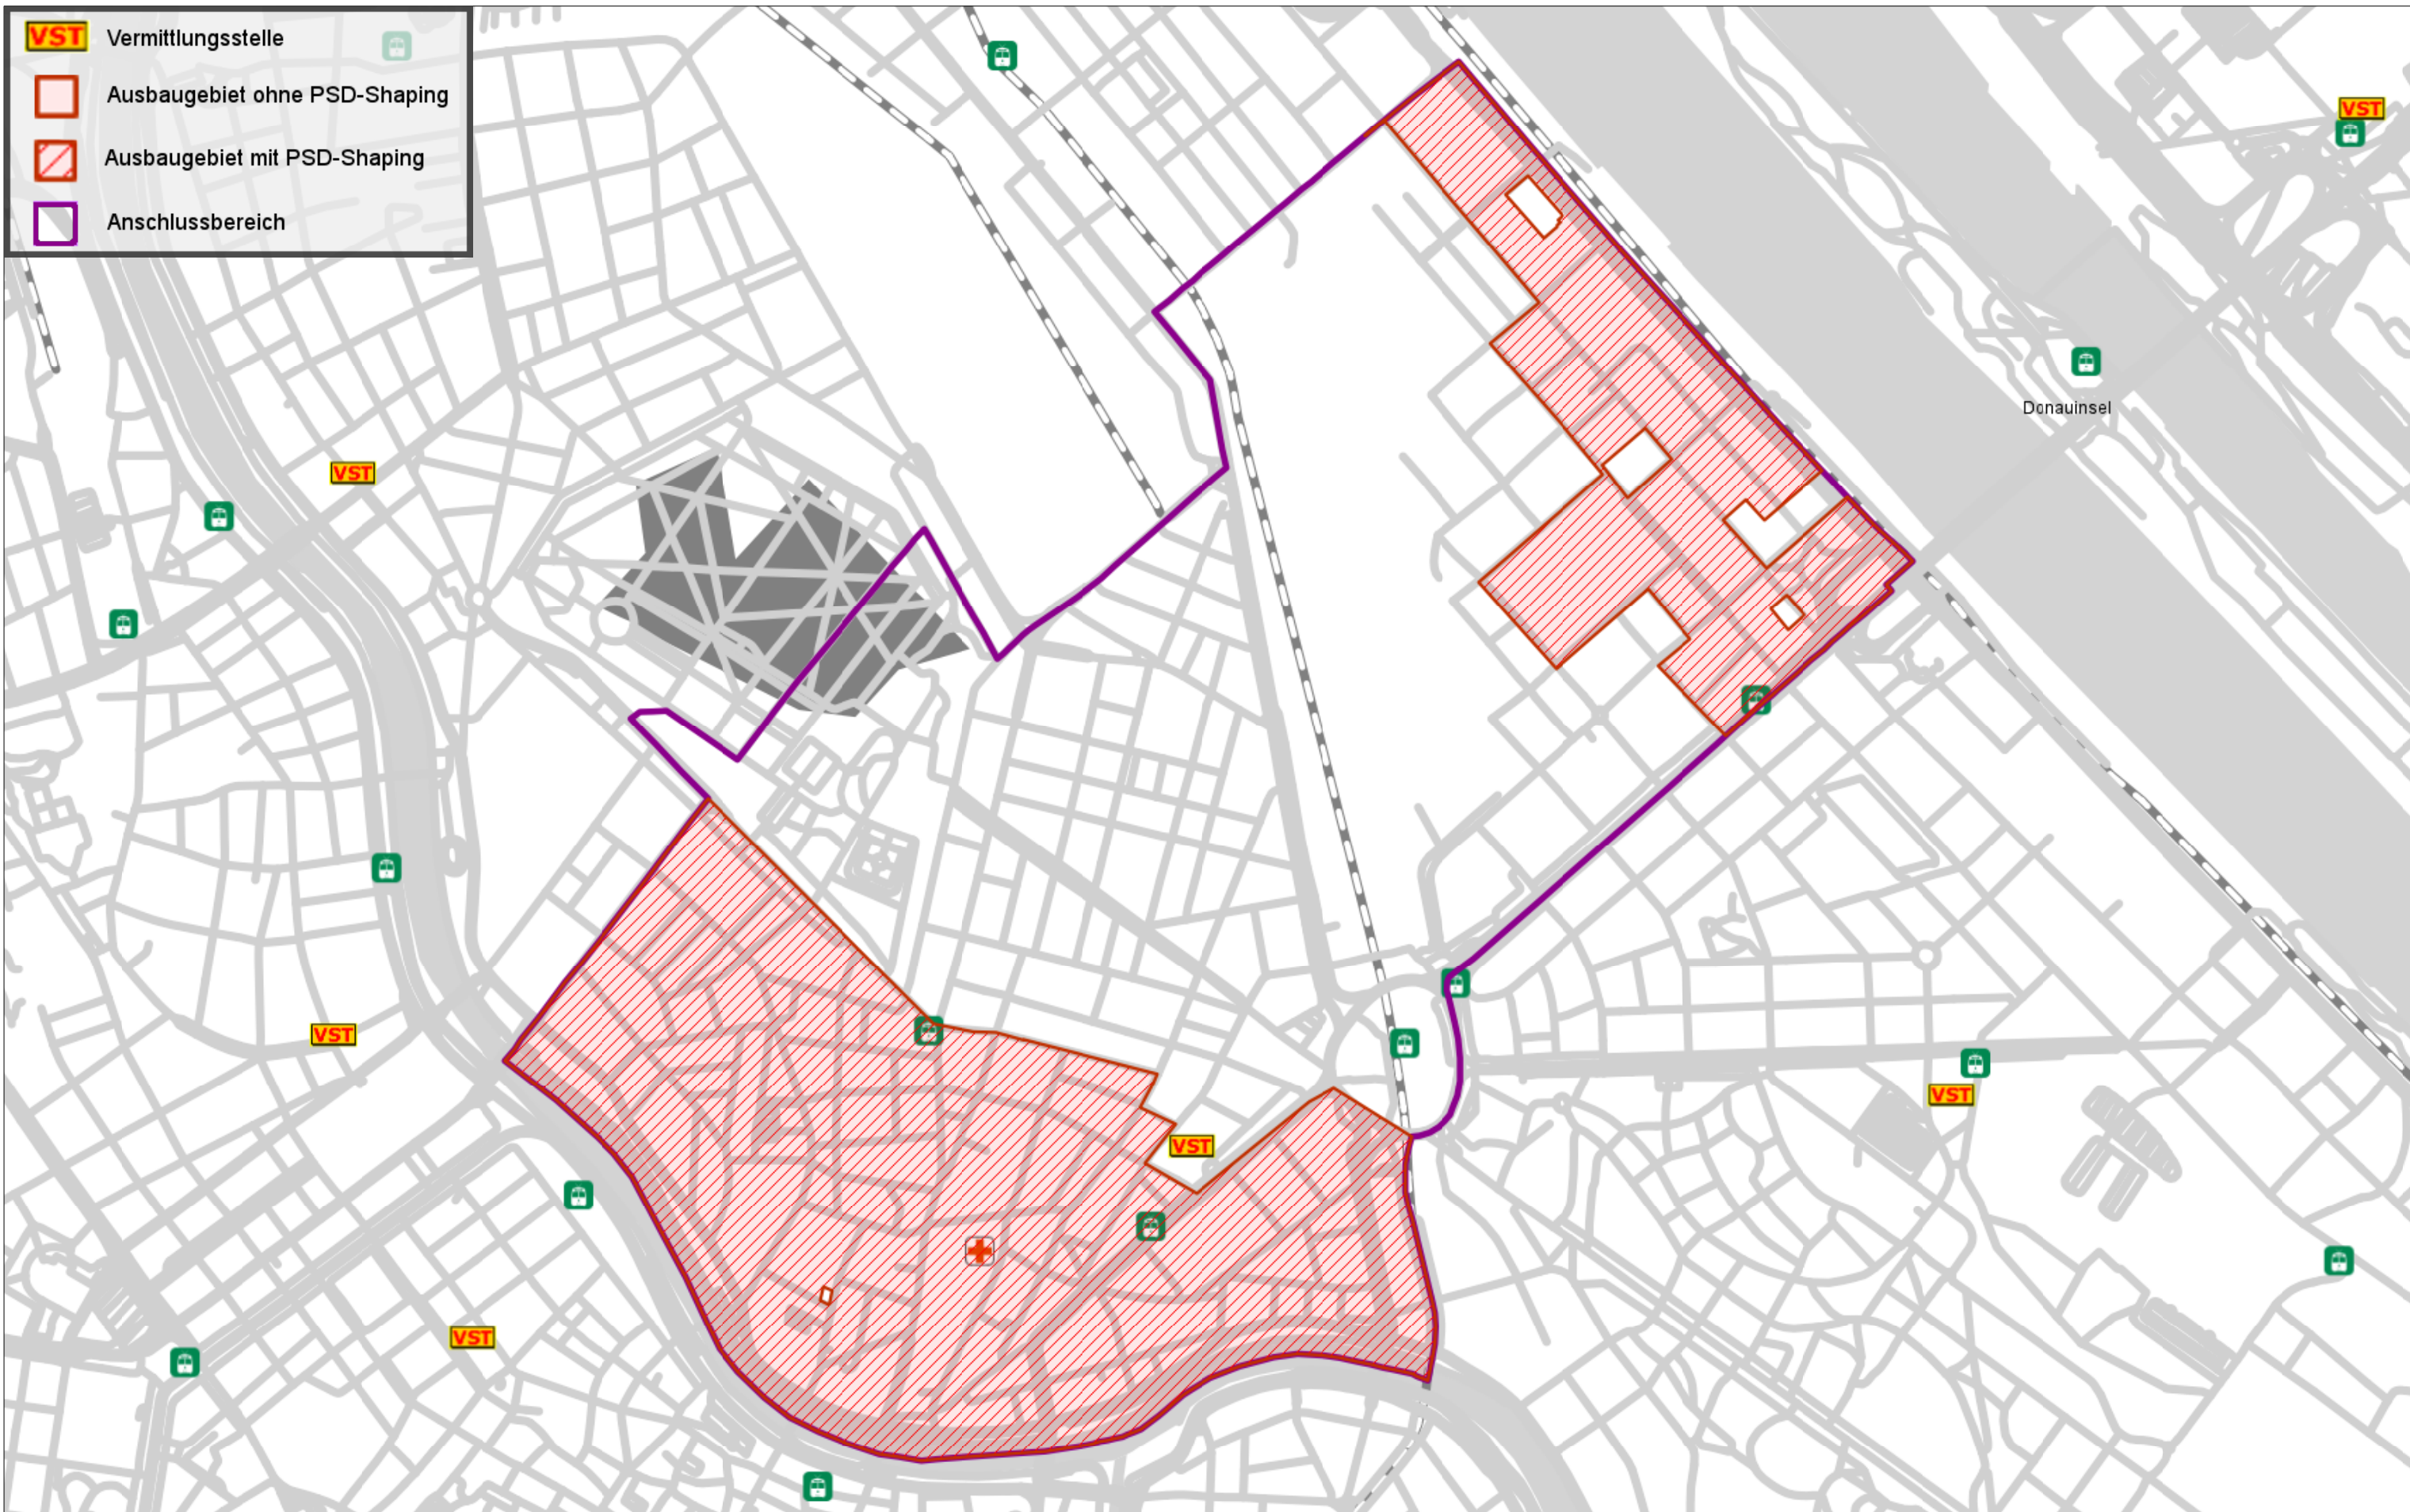 VST Vermittlungsstelle
Ausbaugebiet ohne PSD-Shaping
Ausbaugebiet mit PSD-Shaping
Anschlussbereich
VST
Donauinsel
VST
VST
VST
VST
VST